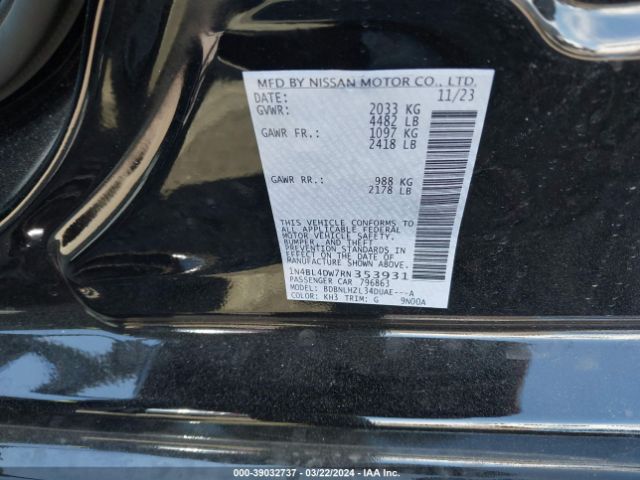 MFD BY NISSAN MOTOR CO., LTD.
DATE: 11/23
GVWR: 2033 KG
4482 LB
GAWR FR.: 1097 KG
2418 LB
GAWR RR.: 988 KG
2178 LB
THIS VEHICLE CONFORMS TO
ALL APPLICABLE FEDERAL
MOTOR VEHICLE SAFETY,
BUMPER, AND THEFT
PREVENTION STANDARDS IN
EFFECT ON THE DATE OF
MANUFACTURE SHOWN ABOVE.
1N4BL4DW7RN353931
PASSENGER CAR 796863
MODEL: BDBNLHZL34DUAE---A
COLOR: KH3 TRIM: G 9N00A
000-39032737 - 03/22/2024 - IAA Inc.